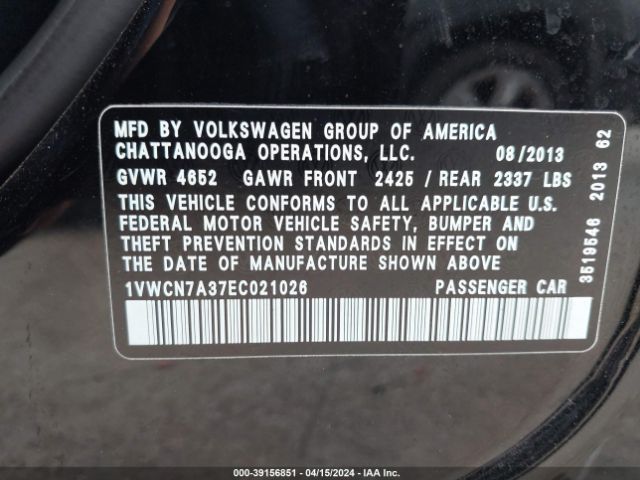 MFD BY VOLKSWAGEN GROUP OF AMERICA
CHATTANOOGA OPERATIONS, LLC. 08/2013
GVWR 4652 GAWR FRONT 2425 / REAR 2337 LBS
THIS VEHICLE CONFORMS TO ALL APPLICABLE U.S.
FEDERAL MOTOR VEHICLE SAFETY, BUMPER AND
THEFT PREVENTION STANDARDS IN EFFECT ON
THE DATE OF MANUFACTURE SHOWN ABOVE
1VWCN7A37EC021026 PASSENGER CAR
3519546 2013 62
000-39156851 - 04/15/2024 - IAA Inc.